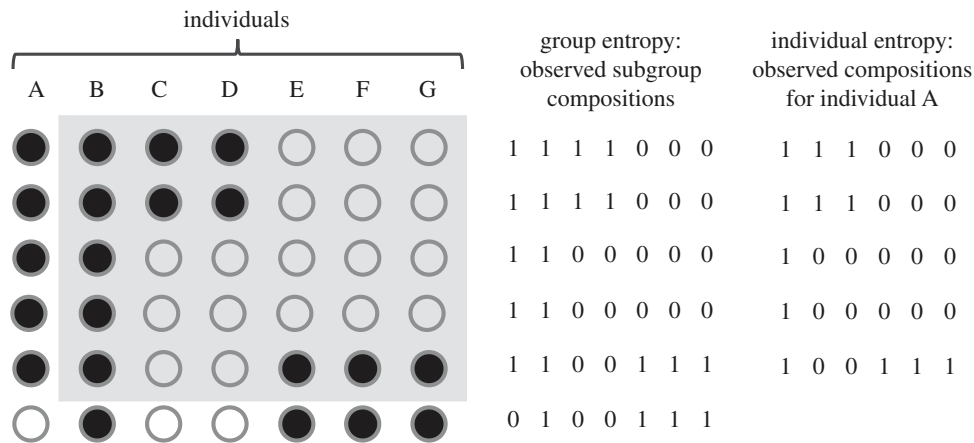 individuals
A B C D E F G
group entropy:
observed subgroup
compositions
1 1 1 1 0 0 0
1 1 1 1 0 0 0
1 1 0 0 0 0 0
1 1 0 0 0 0 0
1 1 0 0 1 1 1
0 1 0 0 1 1 1
individual entropy:
observed compositions
for individual A
1 1 1 0 0 0
1 1 1 0 0 0
1 0 0 0 0 0
1 0 0 0 0 0
1 0 0 1 1 1